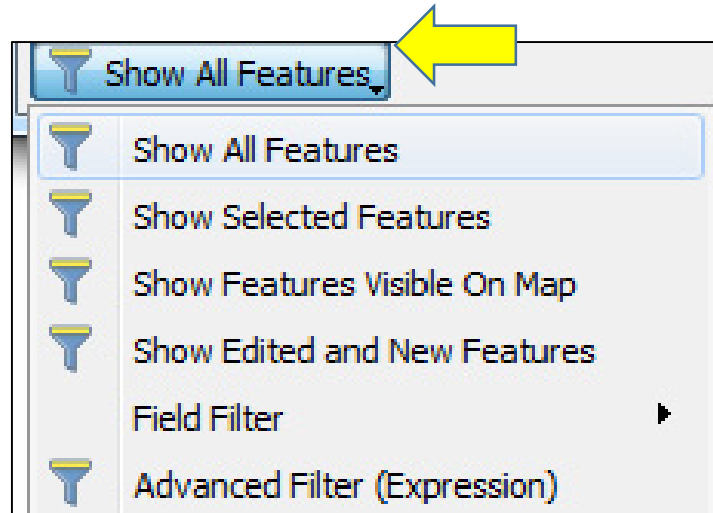 Show All Features
Show All Features
Show Selected Features
Show Features Visible On Map
Show Edited and New Features
Field Filter
Advanced Filter (Expression)